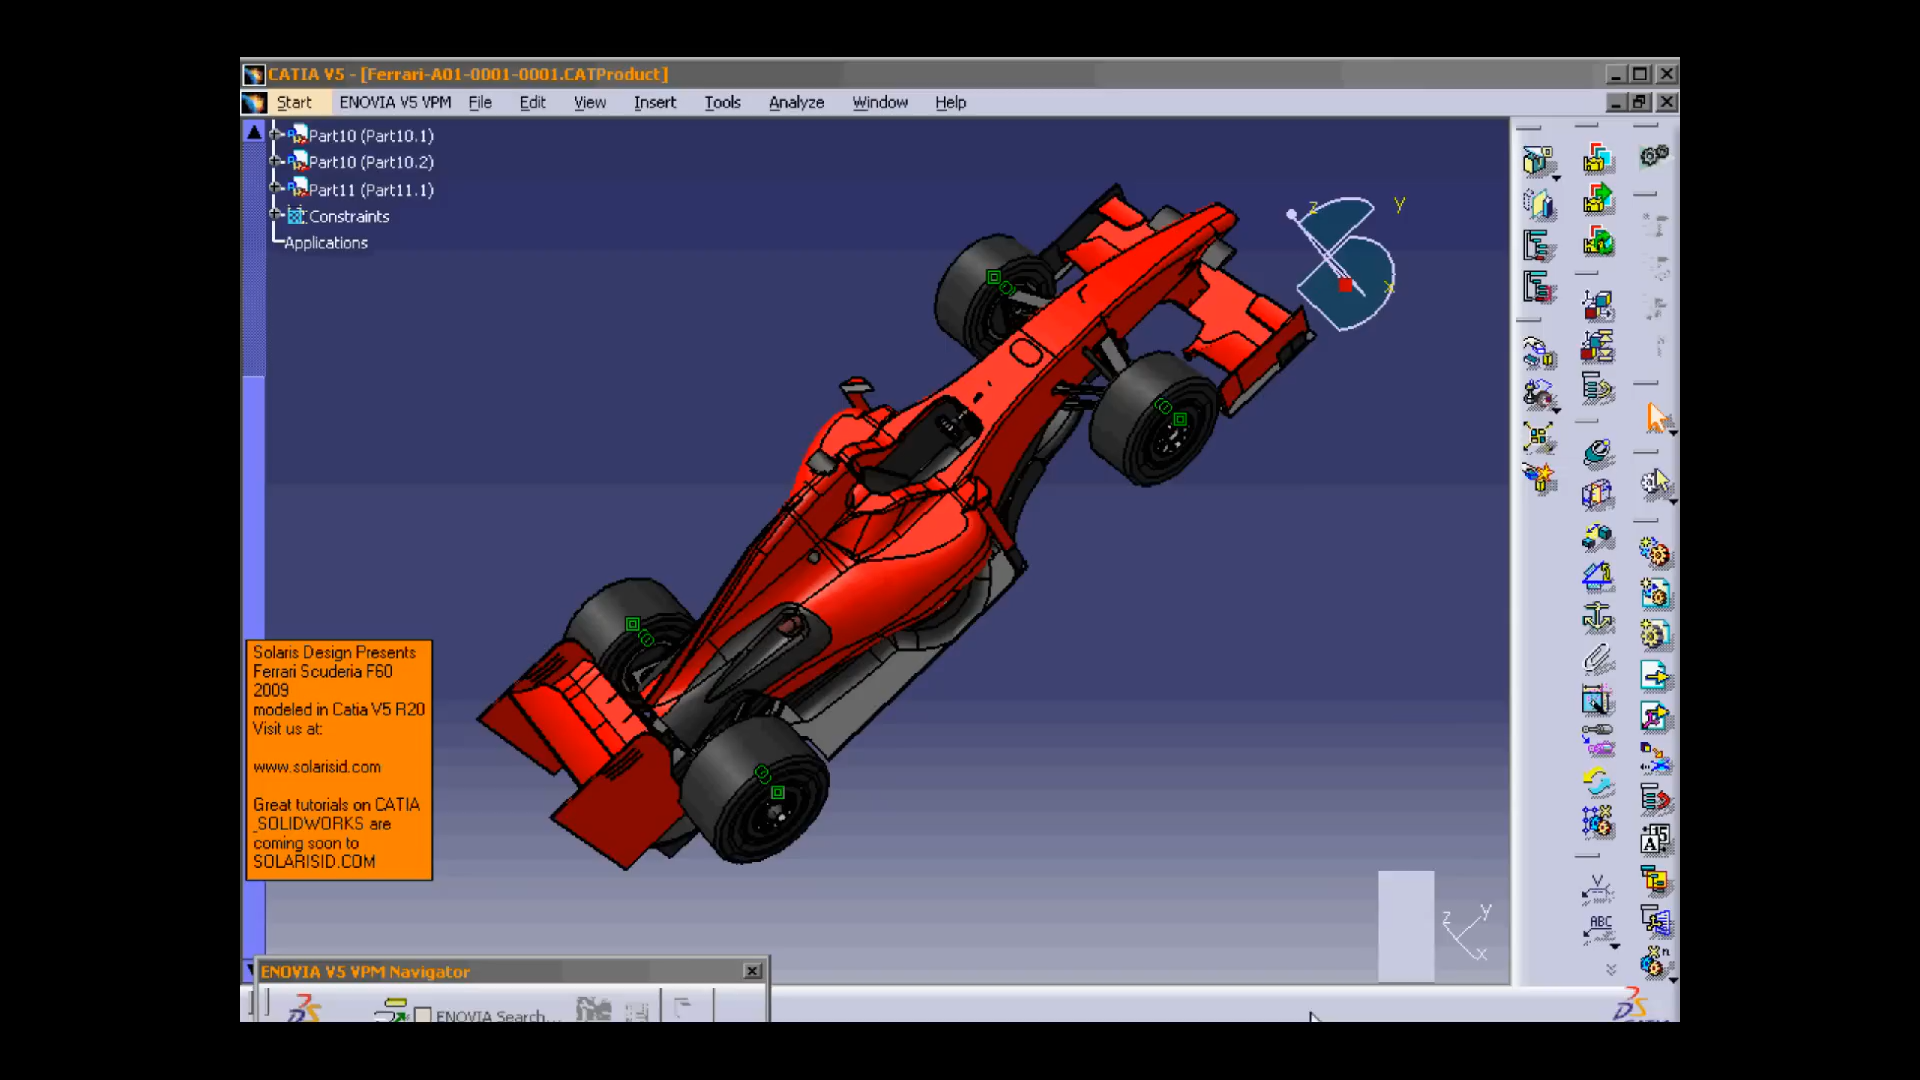 CATIA V5 - [Ferrari-A01-0001-0001.CATProduct]
Start ENOVIA V5 VPM File Edit View Insert Tools Analyze Window Help
Part10 (Part10.1)
Part10 (Part10.2)
Part11 (Part11.1)
Constraints
Applications
z y
x
Solaris Design Presents
Ferrari Scuderia F60
2009
modeled in Catia V5 R20
Visit us at:
www.solarisid.com
Great tutorials on CATIA
_SOLIDWORKS are
coming soon to
SOLARISID.COM
z y
x
ABC
ENOVIA V5 VPM Navigator
ENOVIA Search...